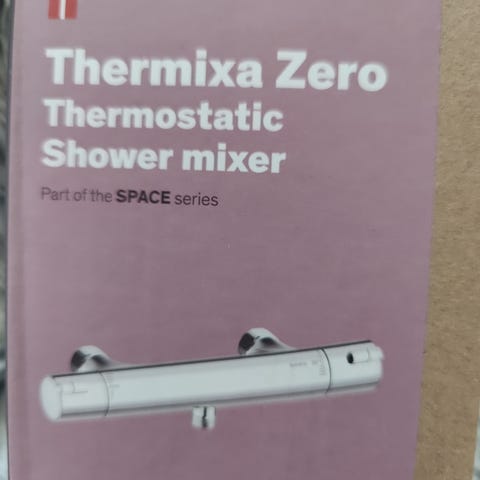 Thermixa Zero
Thermostatic
Shower mixer
Part of the SPACE series